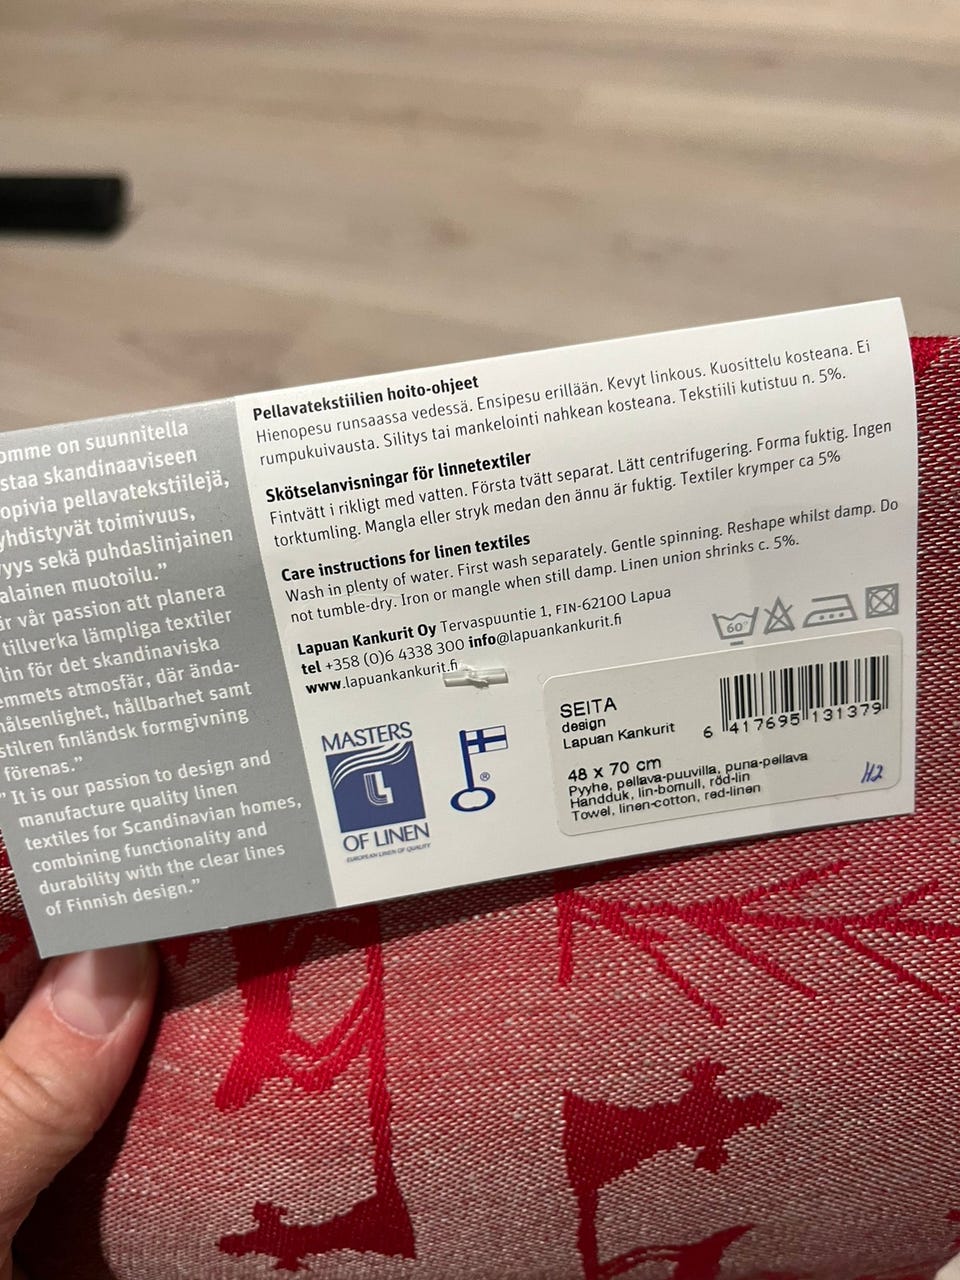 omme on suunnitella
staa skandinaaviseen
opivia pellavatekstiilejä,
yhdistyvät toimivuus,
yys sekä puhdaslinjainen
alainen muotoilu.”
är vår passion att planera
tillverka lämpliga textiler
lin för det skandinaviska
emmets atmosfär, där ända-
målsenlighet, hållbarhet samt
stilren finländsk formgivning
förenas.”
” It is our passion to design and
manufacture quality linen
textiles for Scandinavian homes,
combining functionality and
durability with the clear lines
of Finnish design.”
Pellavatekstiilien hoito-ohjeet
Hienopesu runsaassa vedessä. Ensipesu erillään. Kevyt linkous. Kuosittelu kosteana. Ei
rumpukuivausta. Silitys tai mankelointi nahkean kosteana. Tekstiili kutistuu n. 5%.
Skötselanvisningar för linnetextiler
Fintvätt i rikligt med vatten. Första tvätt separat. Lätt centrifugering. Forma fuktig. Ingen
torktumling. Mangla eller stryk medan den ännu är fuktig. Textiler krymper ca 5%
Care instructions for linen textiles
Wash in plenty of water. First wash separately. Gentle spinning. Reshape whilst damp. Do
not tumble-dry. Iron or mangle when still damp. Linen union shrinks c. 5%.
Lapuan Kankurit Oy Tervaspuntie 1, FIN-62100 Lapua
tel +358 (0)6 4338 300 info@lapuankankurit.fi
www.lapuankankurit.fi
60°
MASTERS
L
OF LINEN
EUROPEAN LINEN OF QUALITY
®
SEITA
design
Lapuan Kankurit
6 417695 131379
48 x 70 cm
Pyyhe, pellava-puuvilla, puna-pellava
Handduk, lin-bomull, röd-lin
Towel, linen-cotton, red-linen
H2